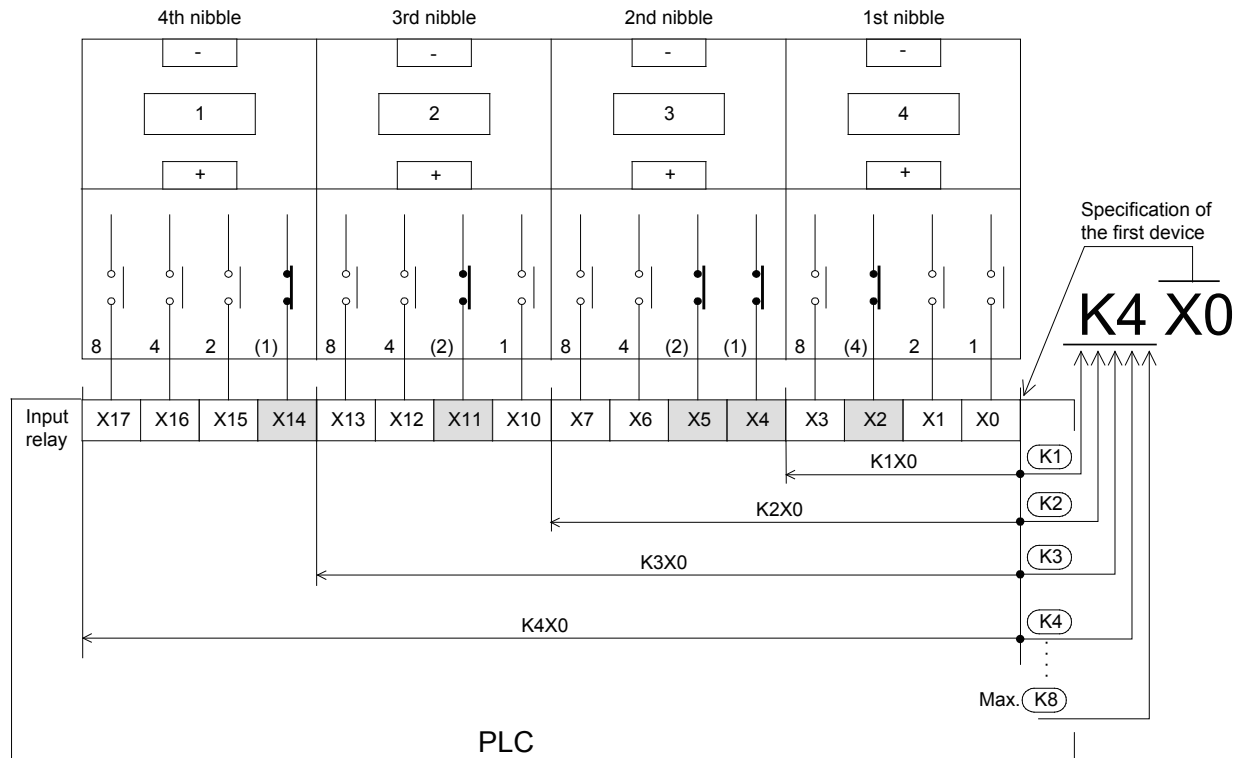 4th nibble 3rd nibble 2nd nibble 1st nibble
- - - -
1 2 3 4
+ + + +
Specification of
the first device
K4 X0
8 4 2 (1) 8 4 (2) 1 8 4 (2) (1) 8 (4) 2 1
Input
relay
X17 X16 X15 X14 X13 X12 X11 X10 X7 X6 X5 X4 X3 X2 X1 X0
K1X0 K1
K2X0 K2
K3X0 K3
K4X0 K4
Max. K8
PLC